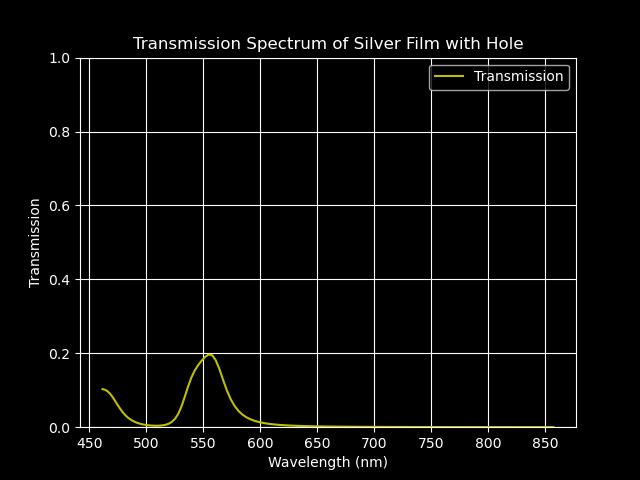 Transmission Spectrum of Silver Film with Hole
Transmission
1.0
0.8
0.6
0.4
0.2
0.0
Transmission
450 500 550 600 650 700 750 800 850
Wavelength (nm)